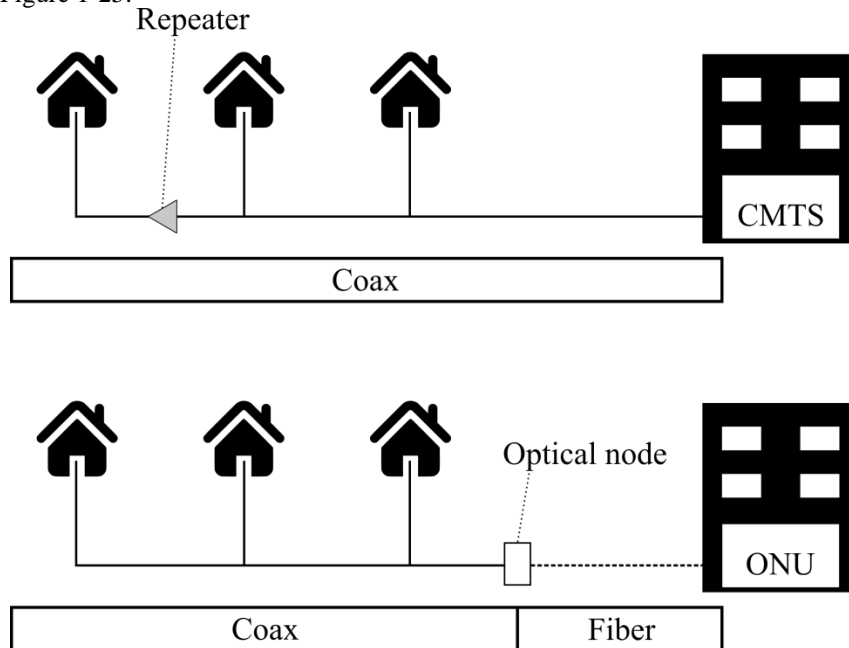 Figure 1-23.
Repeater
CMTS
Coax
Optical node
ONU
Coax
Fiber